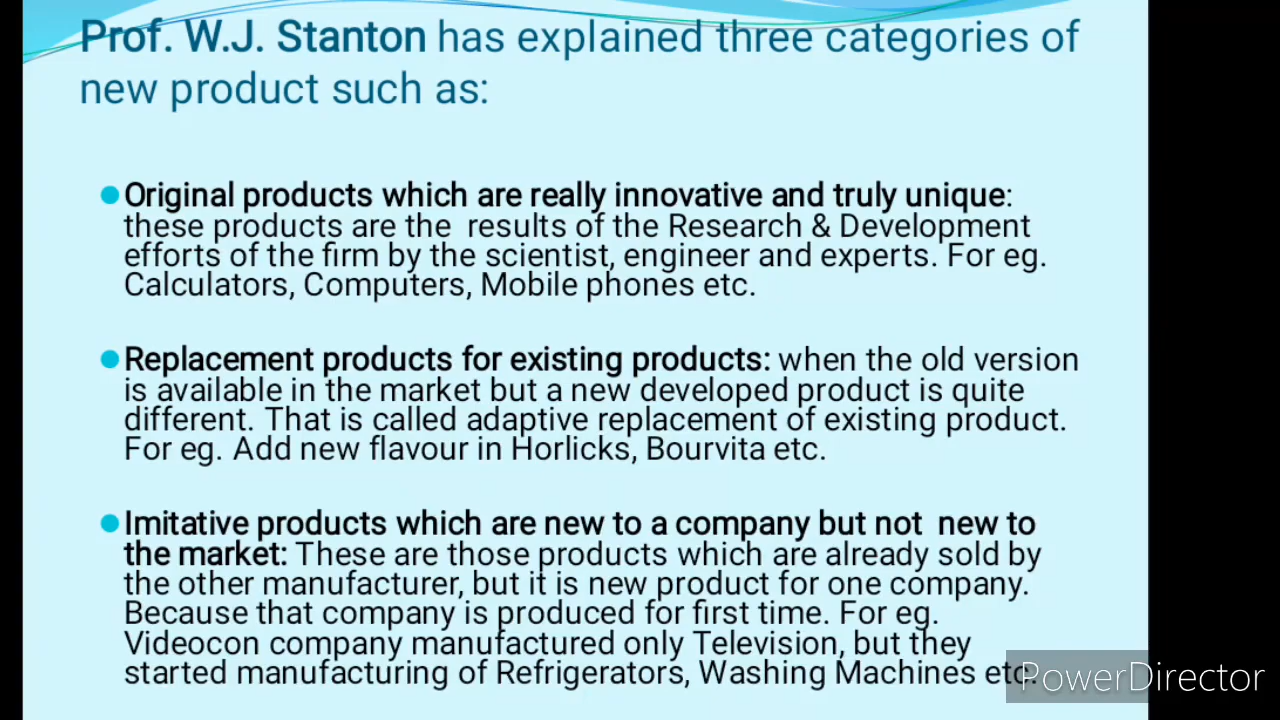 Prof. W.J. Stanton has explained three categories of
new product such as:
Original products which are really innovative and truly unique:
these products are the results of the Research & Development
efforts of the firm by the scientist, engineer and experts. For eg.
Calculators, Computers, Mobile phones etc.
Replacement products for existing products: when the old version
is available in the market but a new developed product is quite
different. That is called adaptive replacement of existing product.
For eg. Add new flavour in Horlicks, Bourvita etc.
Imitative products which are new to a company but not new to
the market: These are those products which are already sold by
the other manufacturer, but it is new product for one company.
Because that company is produced for first time. For eg.
Videocon company manufactured only Television, but they
started manufacturing of Refrigerators, Washing Machines etc.
PowerDirector